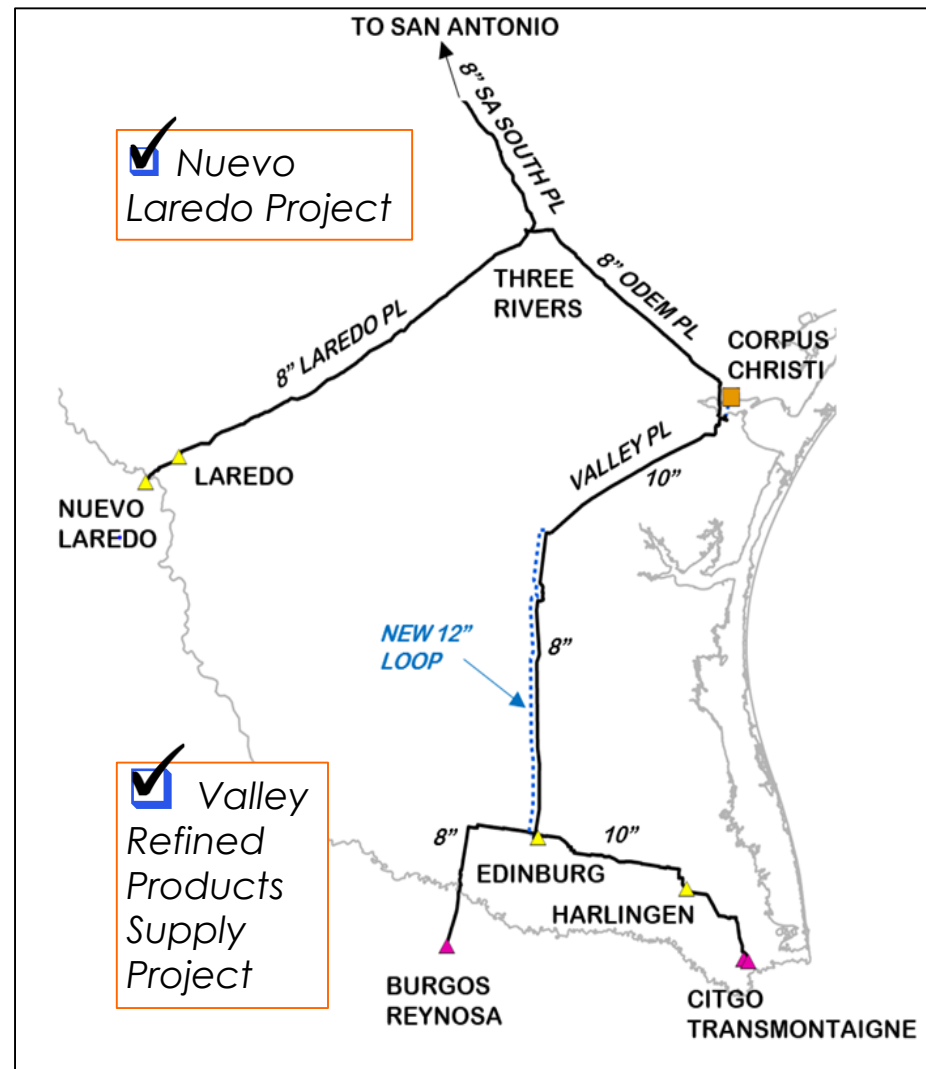 TO SAN ANTONIO
8” SA SOUTH PL
Nuevo
Laredo Project
THREE
RIVERS
8” ODEM PL
8” LAREDO PL
CORPUS
CHRISTI
LAREDO
NUEVO
LAREDO
VALLEY PL
10”
NEW 12”
LOOP
8”
Valley
Refined
Products
Supply
Project
8”
10”
EDINBURG
HARLINGEN
BURGOS
REYNOSA
CITGO
TRANSMONTAIGNE